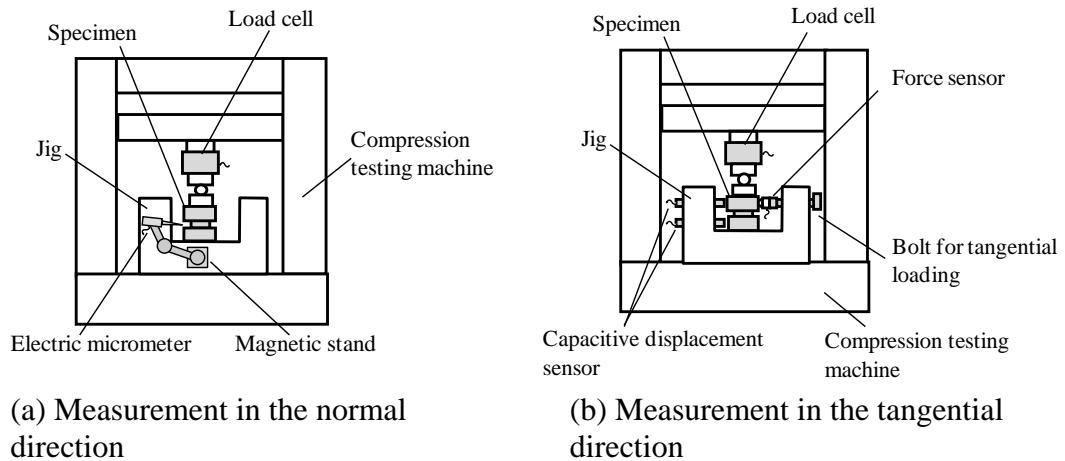 Load cell
Specimen
Jig
Compression
testing machine
Electric micrometer
Magnetic stand
(a) Measurement in the normal
direction
Load cell
Specimen
Force sensor
Jig
Bolt for tangential
loading
Capacitive displacement
sensor
Compression testing
machine
(b) Measurement in the tangential
direction